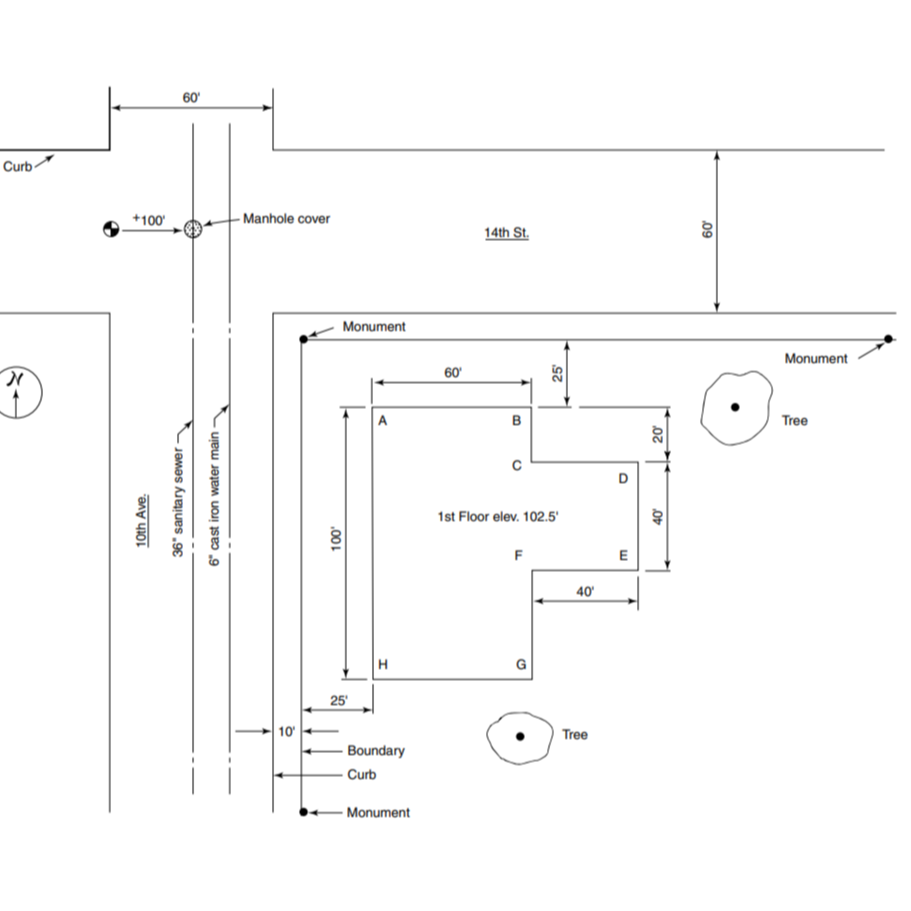 60'
Curb
+100'
Manhole cover
14th St.
60'
Monument
Monument
N
60'
25'
A
B
Tree
20'
C
D
36" sanitary sewer
6" cast iron water main
10th Ave.
1st Floor elev. 102.5'
100'
40'
F
E
40'
H
G
25'
10'
Tree
Boundary
Curb
Monument